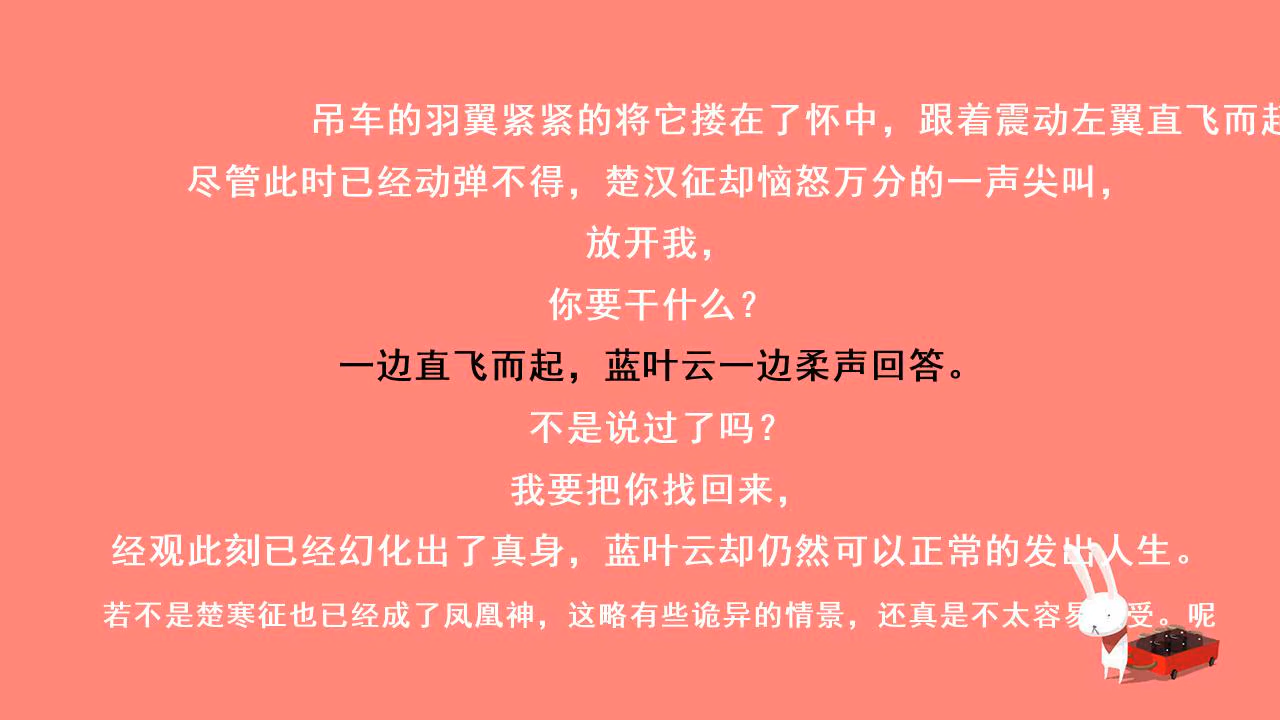 吊车的羽翼紧紧的将它搂在了怀中，跟着震动左翼直飞而起
尽管此时已经动弹不得，楚汉征却恼怒万分的一声尖叫，
放开我，
你要干什么？
一边直飞而起，蓝叶云一边柔声回答。
不是说过了吗？
我要把你找回来，
经观此刻已经幻化出了真身，蓝叶云却仍然可以正常的发出人生。
若不是楚寒征也已经成了凤凰神，这略有些诡异的情景，还真是不太容易受。呢